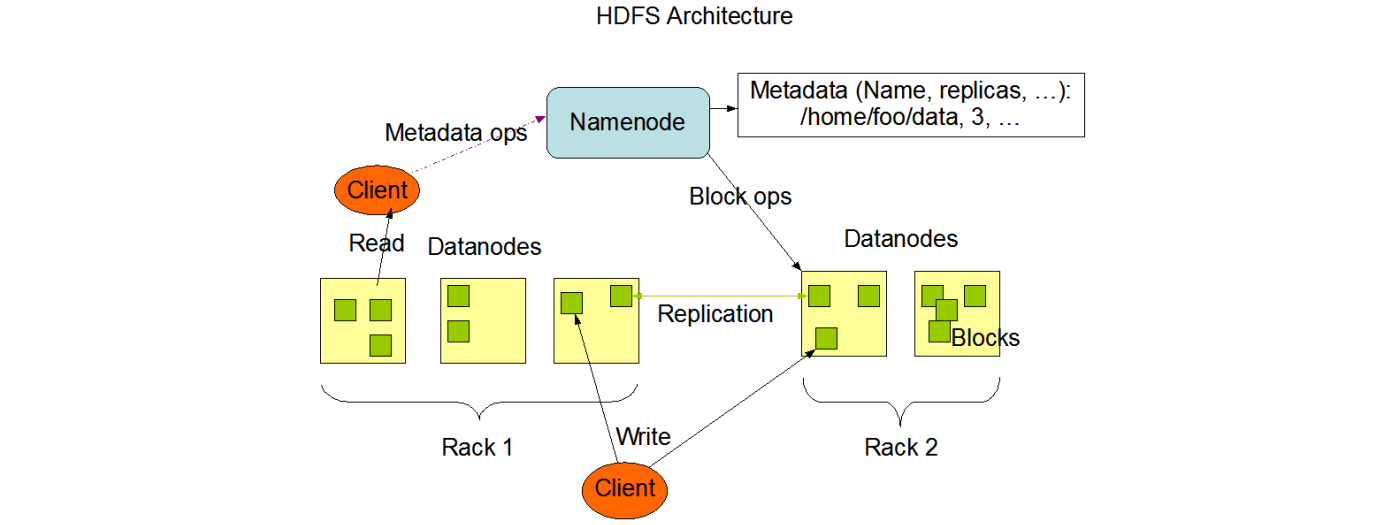 HDFS Architecture
Metadata (Name, replicas, …):
/home/foo/data, 3, …
Namenode
Metadata ops
Client
Block ops
Read
Datanodes
Datanodes
Replication
Blocks
Rack 1
Write
Rack 2
Client